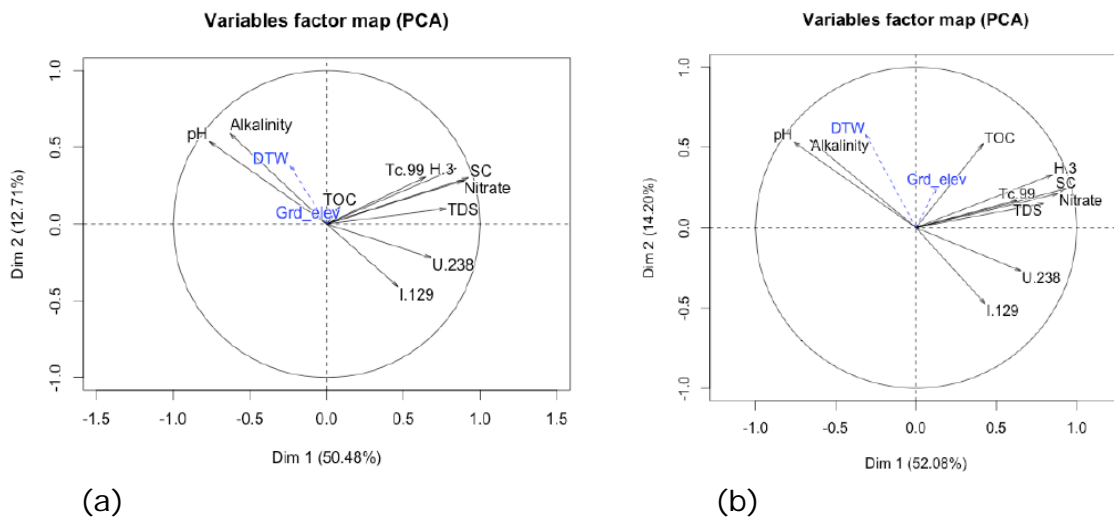 Variables factor map (PCA)
1.0
0.5
0.0
-0.5
-1.0
Dim 2 (12.71%)
pH
Alkalinity
DTW
TOC
Grd_elev
Tc.99
H.3
SC
Nitrate
TDS
U.238
I.129
-1.5
-1.0
-0.5
0.0
0.5
1.0
1.5
Dim 1 (50.48%)
(a)
Variables factor map (PCA)
1.0
0.5
0.0
-0.5
-1.0
Dim 2 (14.20%)
pH
DTW
Alkalinity
TOC
Grd_elev
H.3
SC
Tc.99
Nitrate
TDS
U.238
I.129
-1.0
-0.5
0.0
0.5
1.0
Dim 1 (52.08%)
(b)